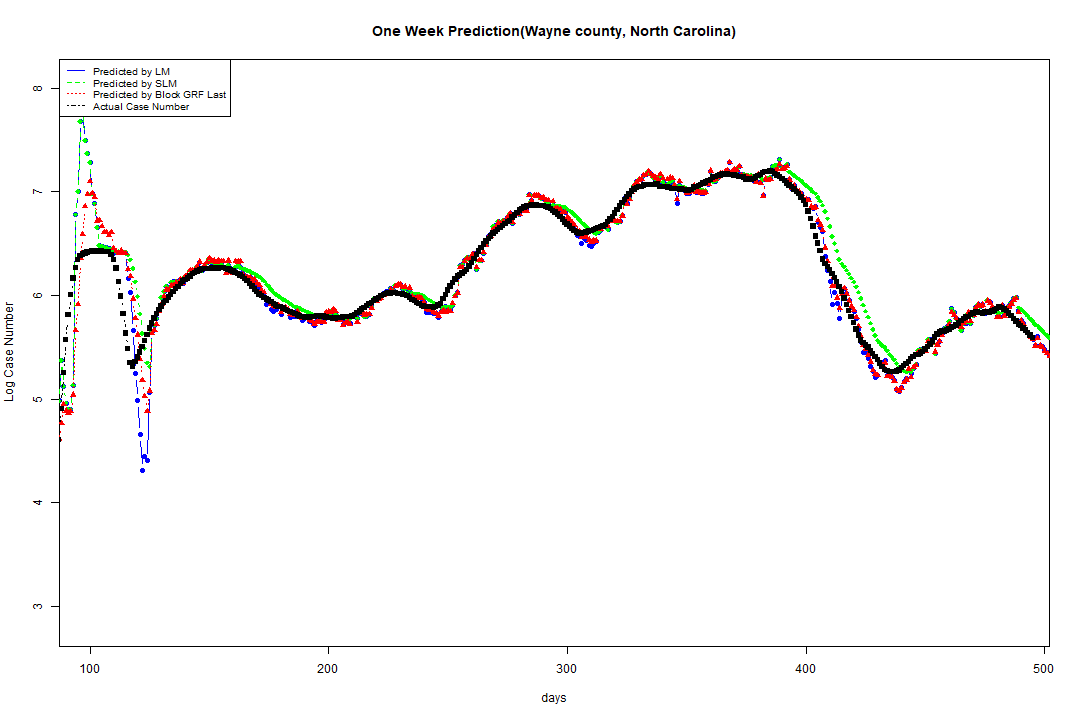 One Week Prediction(Wayne county, North Carolina)
Predicted by LM
Predicted by SLM
Predicted by Block GRF Last
Actual Case Number
8
7
6
5
4
3
Log Case Number
100 200 300 400 500
days